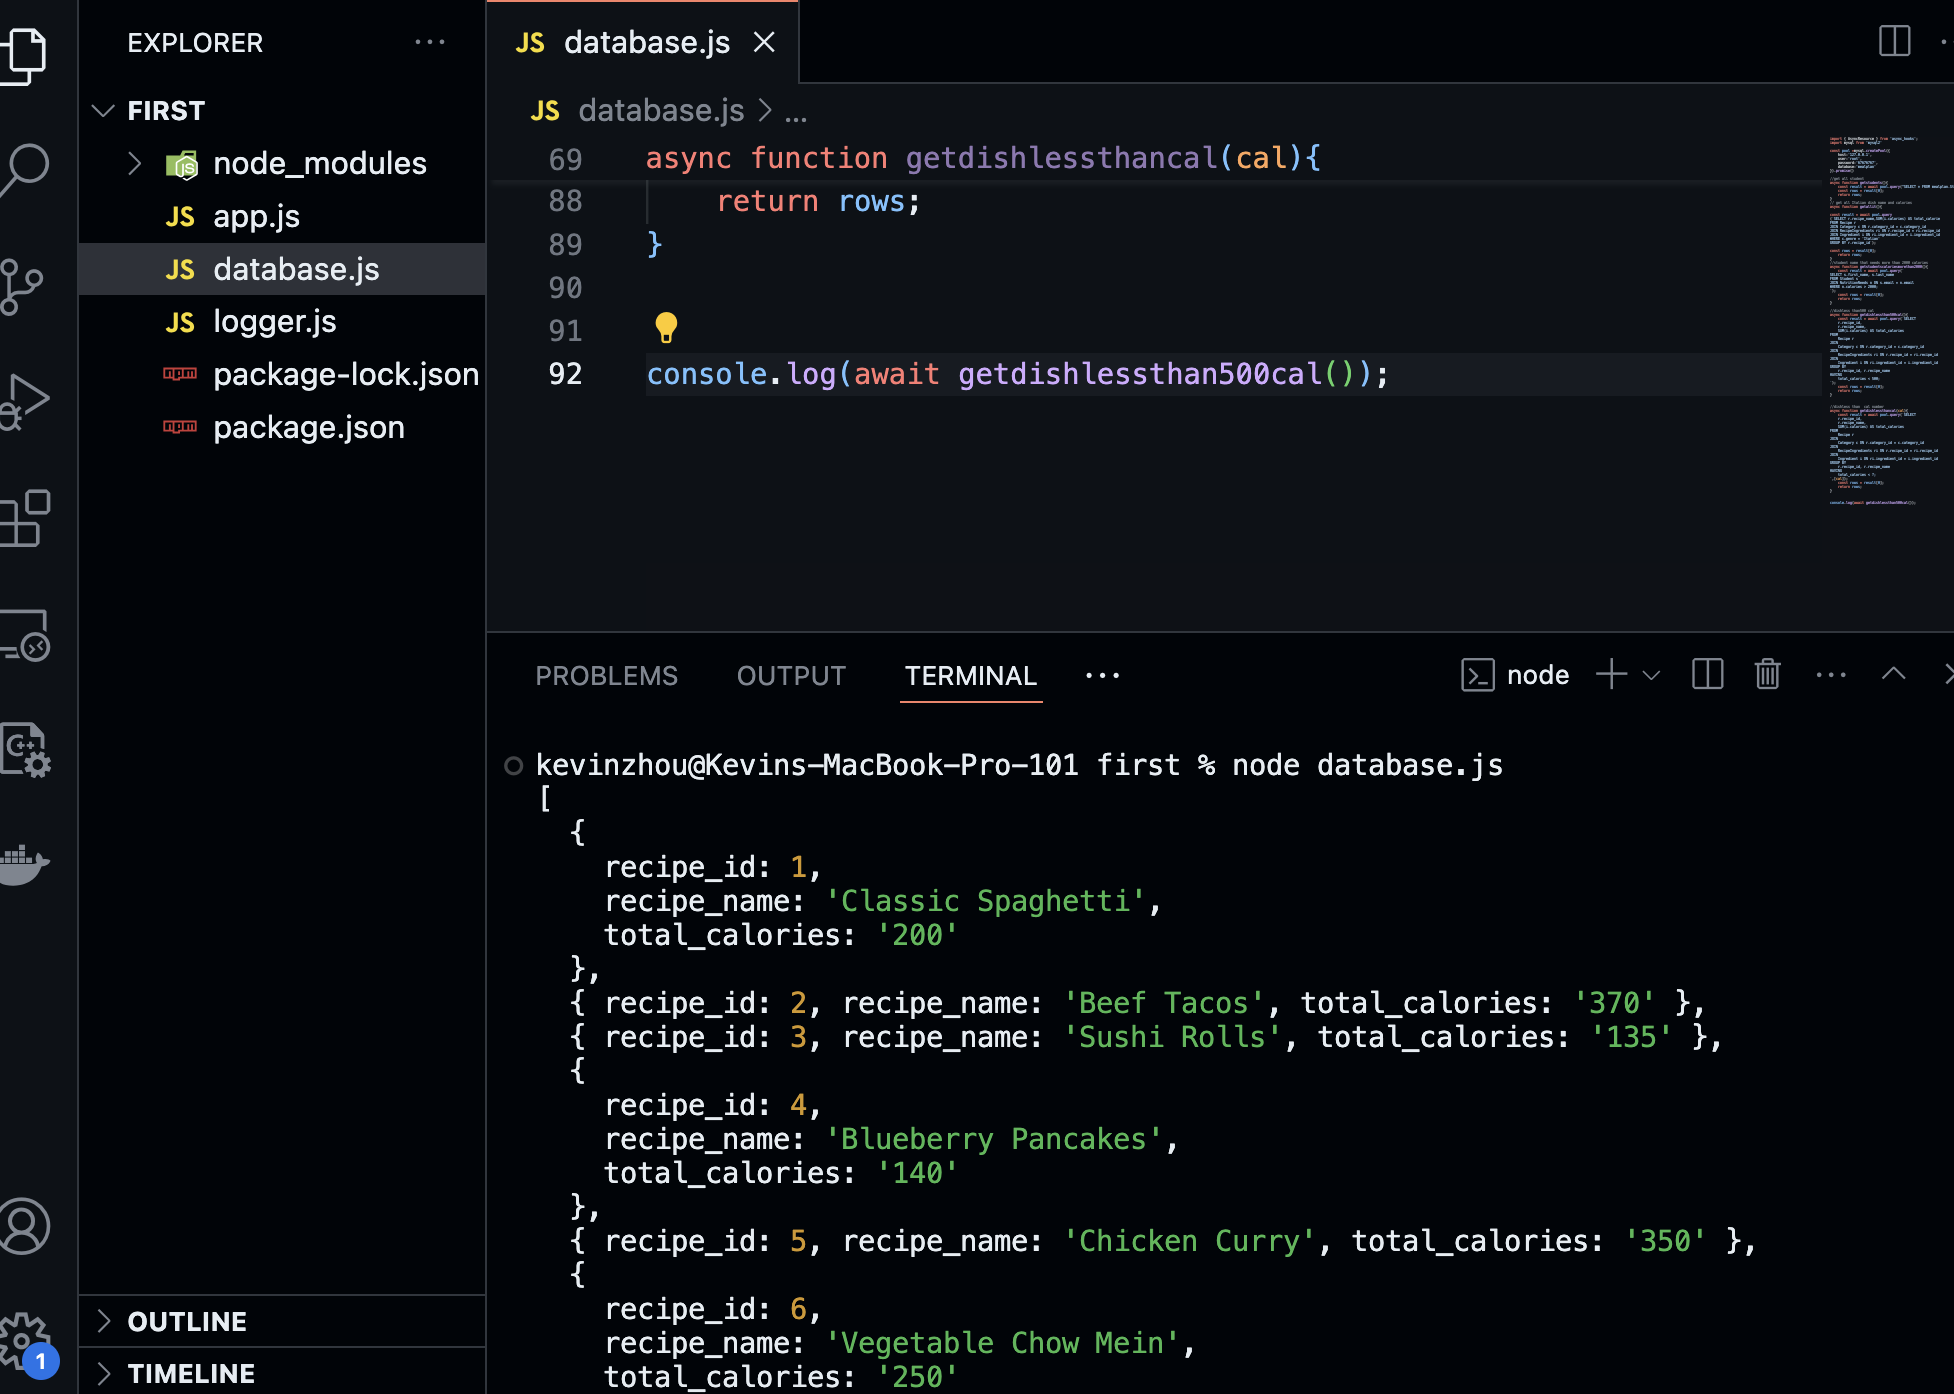 EXPLORER
FIRST
node_modules
JS app.js
JS database.js
JS logger.js
package-lock.json
package.json
OUTLINE
TIMELINE
1
JS database.js
JS database.js > ...
69 async function getdishlessthancal(cal){
88 return rows;
89 }
90
91
92 console.log(await getdishlessthan500cal());
PROBLEMS OUTPUT TERMINAL ...
node
kevinzhou@Kevins-MacBook-Pro-101 first % node database.js
[
{
recipe_id: 1,
recipe_name: 'Classic Spaghetti',
total_calories: '200'
},
{ recipe_id: 2, recipe_name: 'Beef Tacos', total_calories: '370' },
{ recipe_id: 3, recipe_name: 'Sushi Rolls', total_calories: '135' },
{
recipe_id: 4,
recipe_name: 'Blueberry Pancakes',
total_calories: '140'
},
{ recipe_id: 5, recipe_name: 'Chicken Curry', total_calories: '350' },
{
recipe_id: 6,
recipe_name: 'Vegetable Chow Mein',
total_calories: '250'